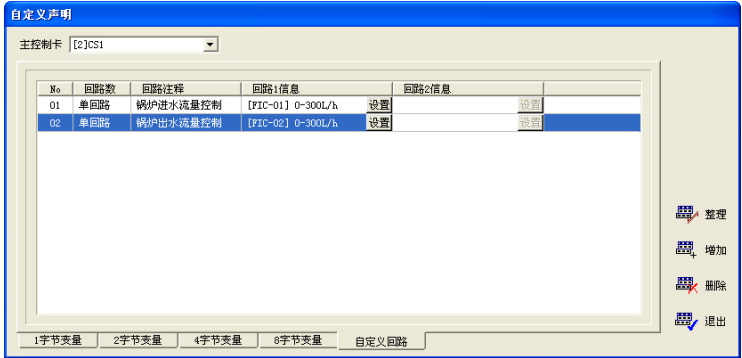 自定义声明
主控制卡 [2]CS1
No 回路数 回路注释 回路1信息 回路2信息
01 单回路 锅炉进水流量控制 [FIC-01] 0-300L/h 设置 设置
02 单回路 锅炉出水流量控制 [FIC-02] 0-300L/h 设置 设置
整理
增加
删除
退出
1字节变量 2字节变量 4字节变量 8字节变量 自定义回路